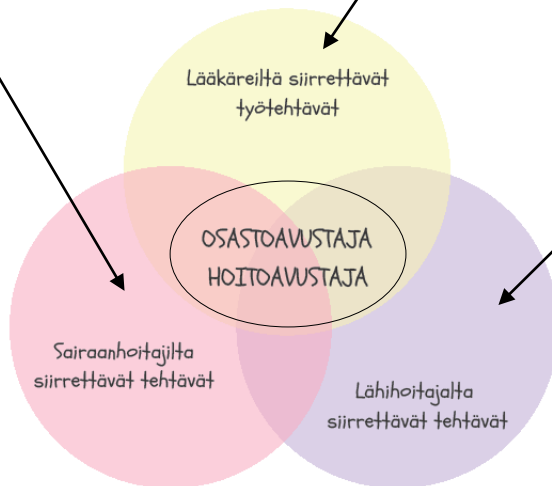 Lääkäreiltä siirrettävät
työtehtävät
OSASTOAVUSTAJA
HOITOAVUSTAJA
Sairaanhoitajilta
siirrettävät tehtävät
Lähihoitajalta
siirrettävät tehtävät